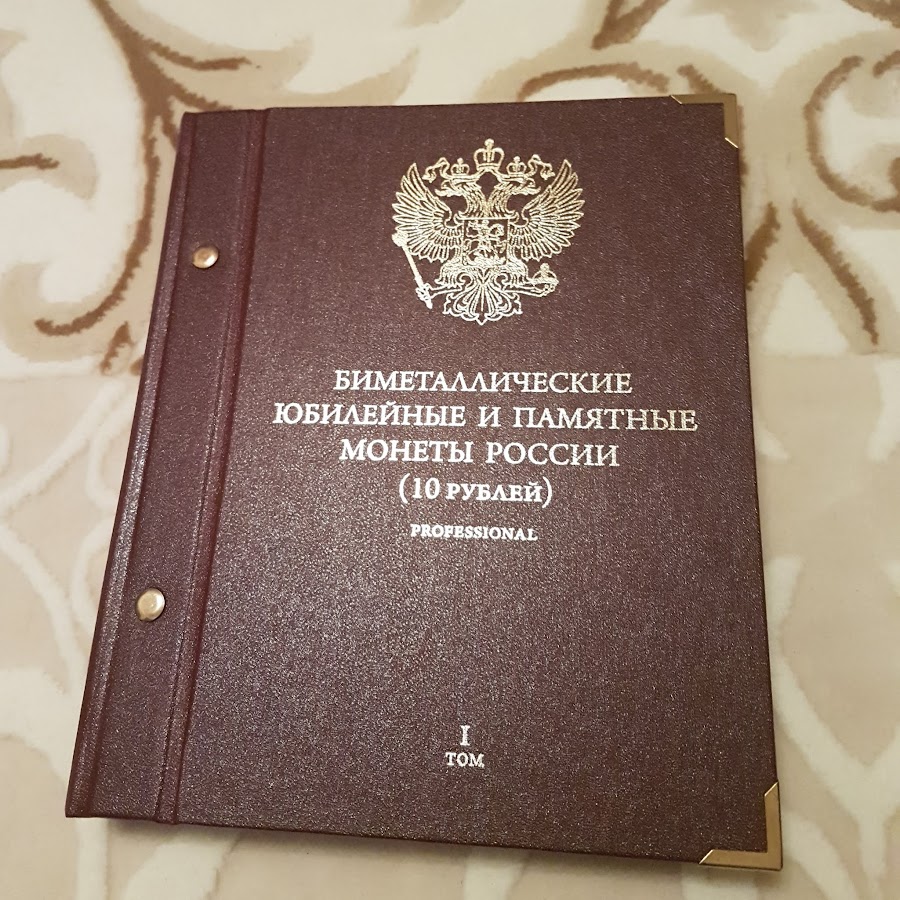 БИМЕТАЛЛИЧЕСКИЕ
ЮБИЛЕЙНЫЕ И ПАМЯТНЫЕ
МОНЕТЫ РОССИИ
(10 РУБЛЕЙ)
PROFESSIONAL
I
ТОМ